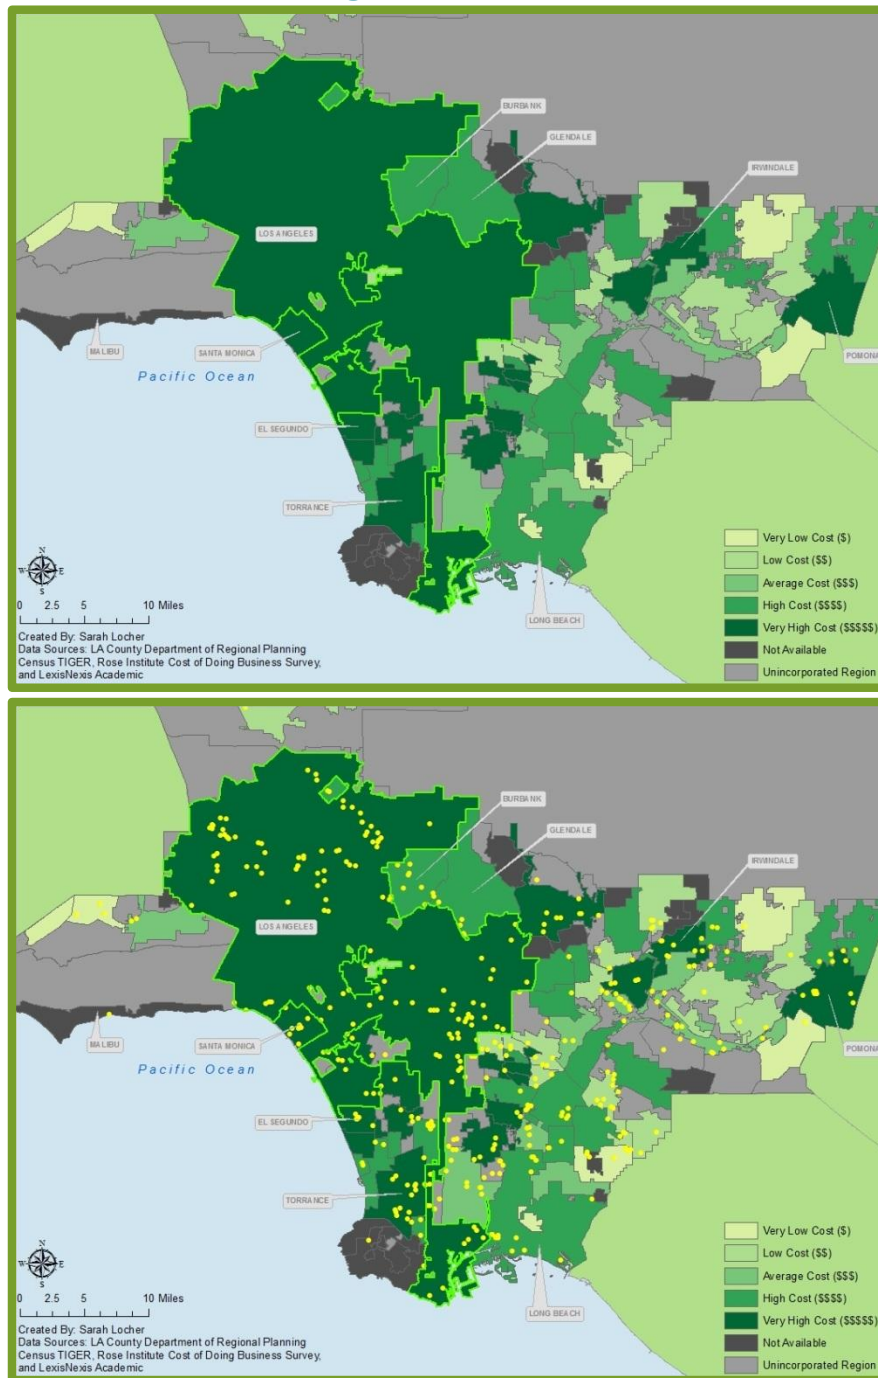 BURBANK
GLENDALE
IRWINDALE
LOS ANGELES
MALIBU
SANTA MONICA
POMONA
Pacific Ocean
EL SEGUNDO
TORRANCE
LONG BEACH
N
W E
S
0 2.5 5 10 Miles
Created By: Sarah Locher
Data Sources: LA County Department of Regional Planning
Census TIGER, Rose Institute Cost of Doing Business Survey,
and LexisNexis Academic
Very Low Cost ($)
Low Cost ($$)
Average Cost ($$$)
High Cost ($$$$)
Very High Cost ($$$$$)
Not Available
Unincorporated Region
BURBANK
GLENDALE
IRWINDALE
LOS ANGELES
MALIBU
SANTA MONICA
POMONA
Pacific Ocean
EL SEGUNDO
TORRANCE
LONG BEACH
N
W E
S
0 2.5 5 10 Miles
Created By: Sarah Locher
Data Sources: LA County Department of Regional Planning
Census TIGER, Rose Institute Cost of Doing Business Survey,
and LexisNexis Academic
Very Low Cost ($)
Low Cost ($$)
Average Cost ($$$)
High Cost ($$$$)
Very High Cost ($$$$$)
Not Available
Unincorporated Region